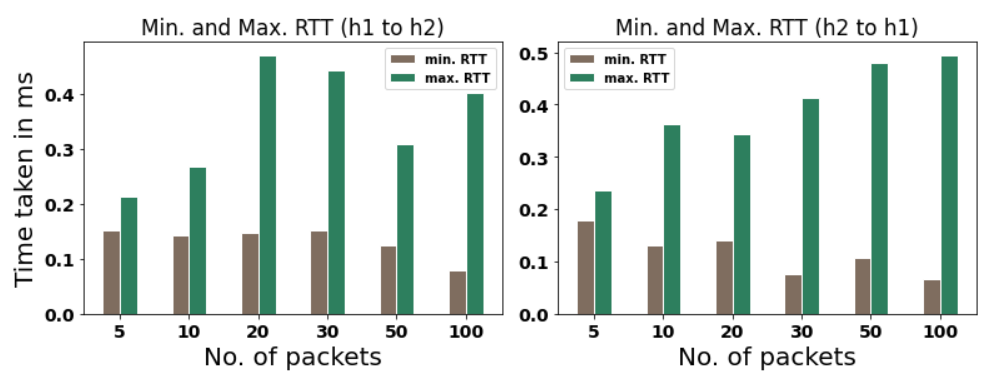 Min. and Max. RTT (h1 to h2)
min. RTT
max. RTT
Time taken in ms
0.4
0.3
0.2
0.1
0.0
5 10 20 30 50 100
No. of packets
Min. and Max. RTT (h2 to h1)
min. RTT
max. RTT
0.5
0.4
0.3
0.2
0.1
0.0
5 10 20 30 50 100
No. of packets